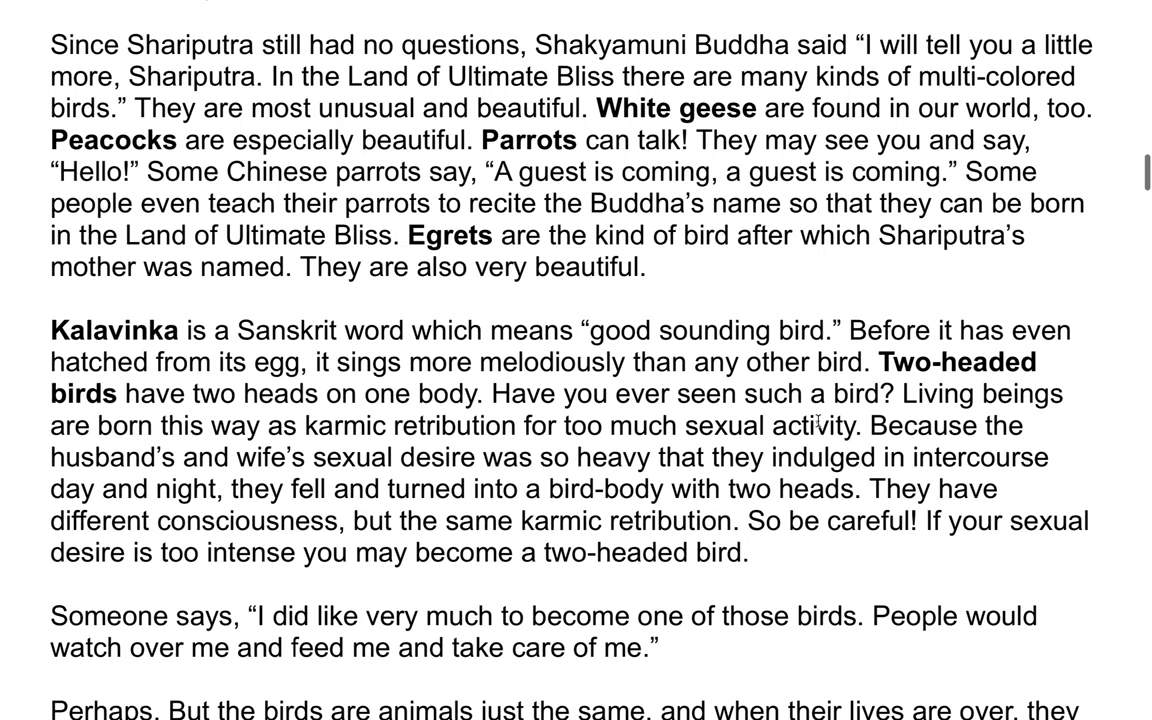 Since Shariputra still had no questions, Shakyamuni Buddha said “I will tell you a little
more, Shariputra. In the Land of Ultimate Bliss there are many kinds of multi-colored
birds.” They are most unusual and beautiful. White geese are found in our world, too.
Peacocks are especially beautiful. Parrots can talk! They may see you and say,
“Hello!” Some Chinese parrots say, “A guest is coming, a guest is coming.” Some
people even teach their parrots to recite the Buddha’s name so that they can be born
in the Land of Ultimate Bliss. Egrets are the kind of bird after which Shariputra’s
mother was named. They are also very beautiful.
Kalavinka is a Sanskrit word which means “good sounding bird.” Before it has even
hatched from its egg, it sings more melodiously than any other bird. Two-headed
birds have two heads on one body. Have you ever seen such a bird? Living beings
are born this way as karmic retribution for too much sexual activity. Because the
husband’s and wife’s sexual desire was so heavy that they indulged in intercourse
day and night, they fell and turned into a bird-body with two heads. They have
different consciousness, but the same karmic retribution. So be careful! If your sexual
desire is too intense you may become a two-headed bird.
Someone says, “I did like very much to become one of those birds. People would
watch over me and feed me and take care of me.”
Perhaps. But the birds are animals just the same, and when their lives are over, they